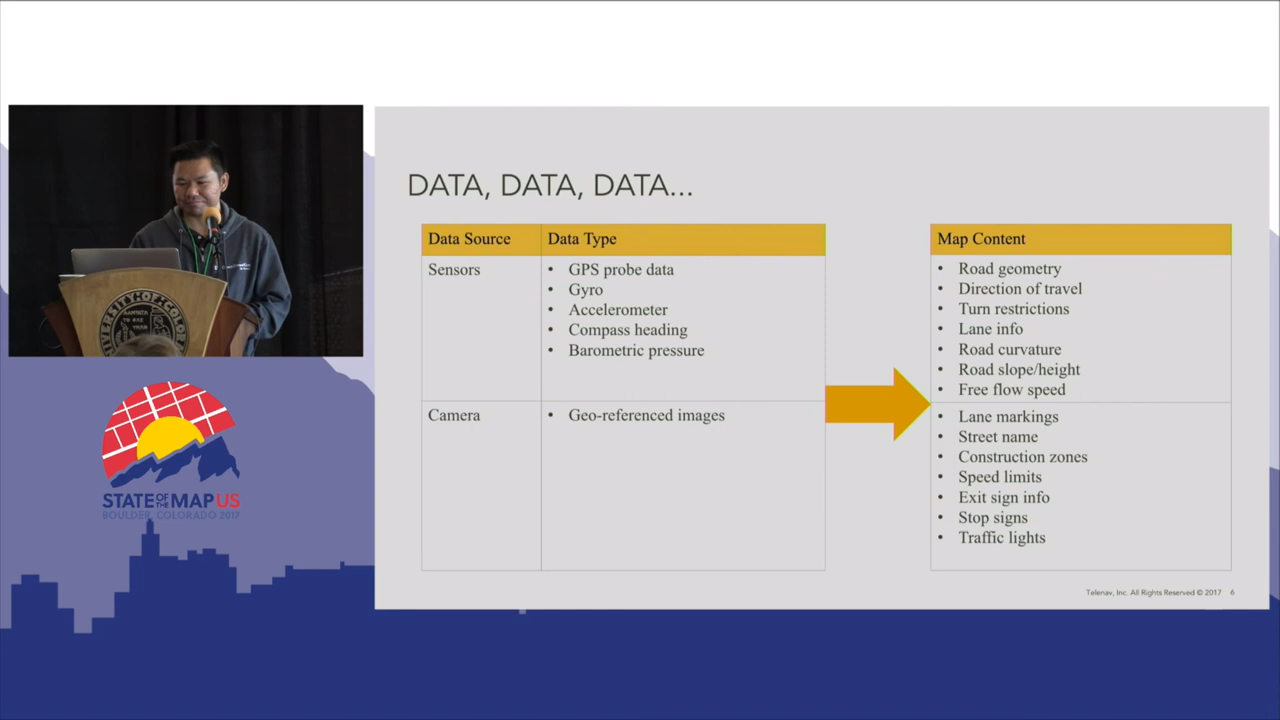 DATA, DATA, DATA...
Data Source Data Type
Sensors
• GPS probe data
• Gyro
• Accelerometer
• Compass heading
• Barometric pressure
Camera
• Geo-referenced images
Map Content
• Road geometry
• Direction of travel
• Turn restrictions
• Lane info
• Road curvature
• Road slope/height
• Free flow speed
• Lane markings
• Street name
• Construction zones
• Speed limits
• Exit sign info
• Stop signs
• Traffic lights
Telenav, Inc. All Rights Reserved © 2017 6
STATE OF THE MAP US
BOULDER, COLORADO 2017